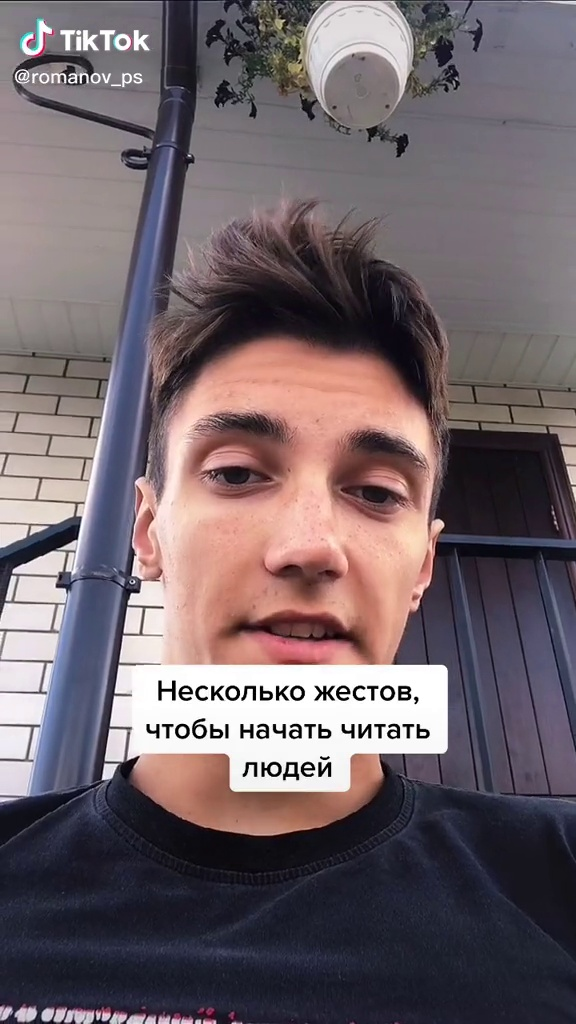 TikTok
@romanov_ps
Несколько жестов,
чтобы начать читать
людей